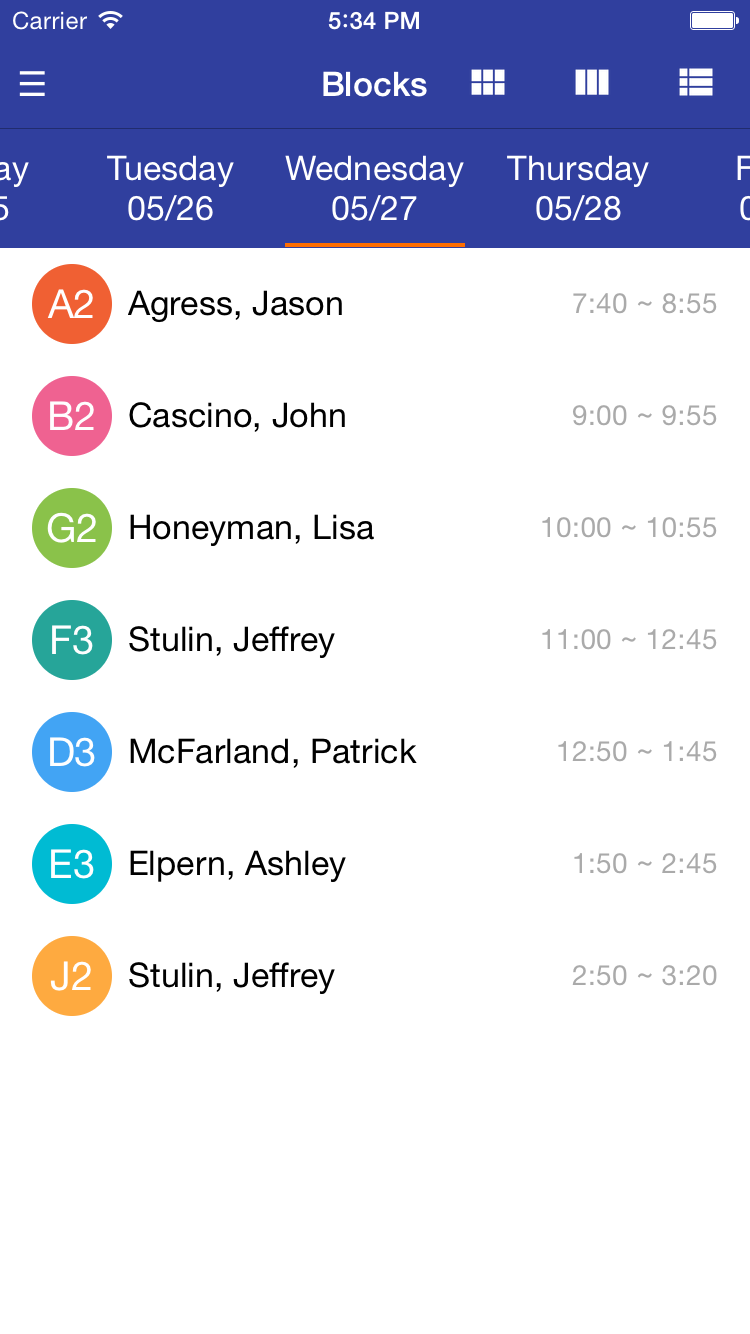 Carrier 5:34 PM
Blocks
ay Tuesday Wednesday Thursday F
5 05/26 05/27 05/28 0
A2 Agress, Jason 7:40 ~ 8:55
B2 Cascino, John 9:00 ~ 9:55
G2 Honeyman, Lisa 10:00 ~ 10:55
F3 Stulin, Jeffrey 11:00 ~ 12:45
D3 McFarland, Patrick 12:50 ~ 1:45
E3 Elpern, Ashley 1:50 ~ 2:45
J2 Stulin, Jeffrey 2:50 ~ 3:20